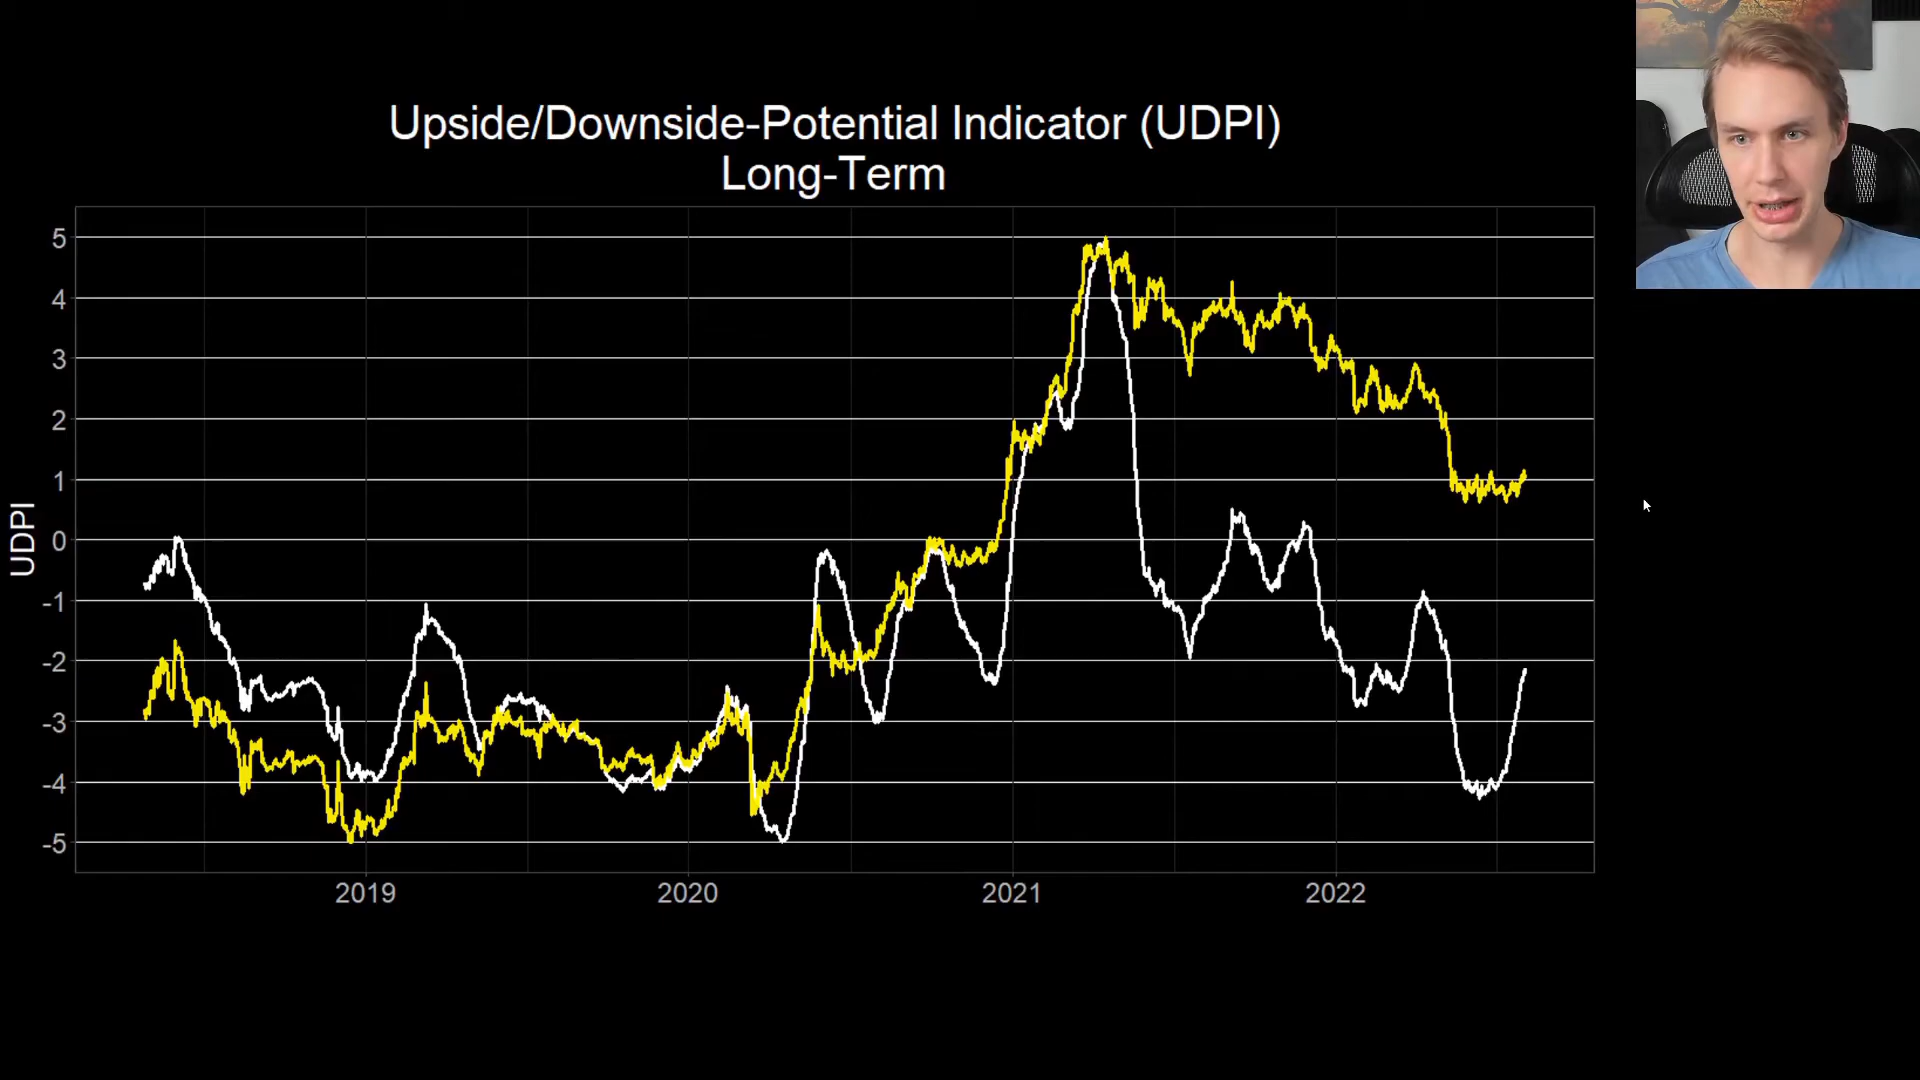 Upside/Downside-Potential Indicator (UDPI)
Long-Term
5
4
3
2
1
0
-1
-2
-3
-4
-5
UDPI
2019 2020 2021 2022